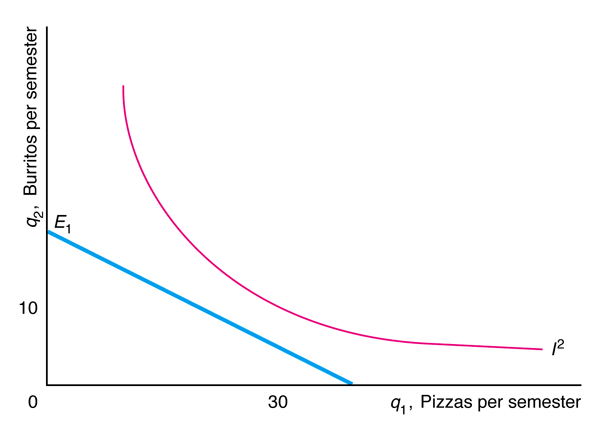 q2, Burritos per semester
E1
10
I2
0
30
q1, Pizzas per semester